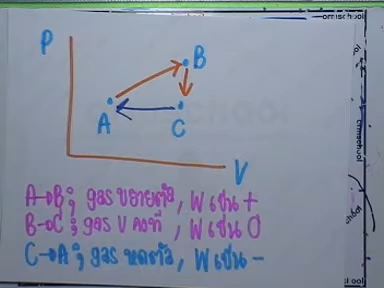 P
B
A
C
V
A→B ; gas ขยายตัว, W เป็น +
B→C ; gas V คงที่, W เป็น 0
C→A ; gas หดตัว, W เป็น -